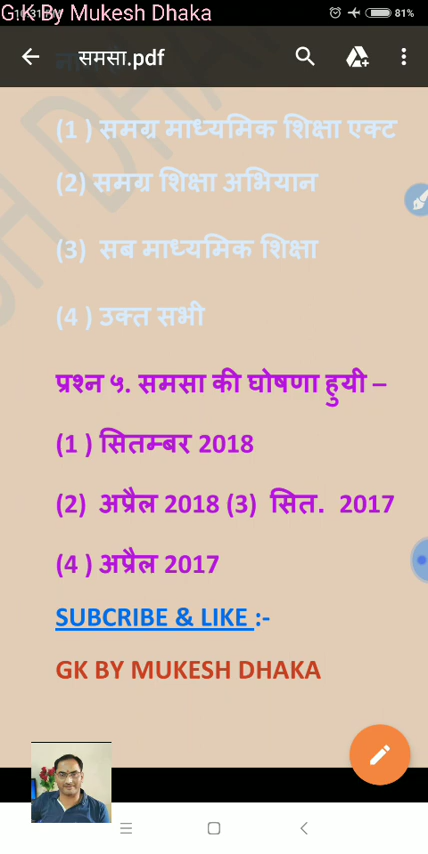 G.K By Mukesh Dhaka
81%
समसा.pdf
(1 ) समग्र माध्यमिक शिक्षा एक्ट
(2) समग्र शिक्षा अभियान
(3) सब माध्यमिक शिक्षा
(4 ) उक्त सभी
प्रश्न ५. समसा की घोषणा हुयी –
(1 ) सितम्बर 2018
(2) अप्रैल 2018 (3) सित. 2017
(4 ) अप्रैल 2017
SUBCRIBE & LIKE :-
GK BY MUKESH DHAKA